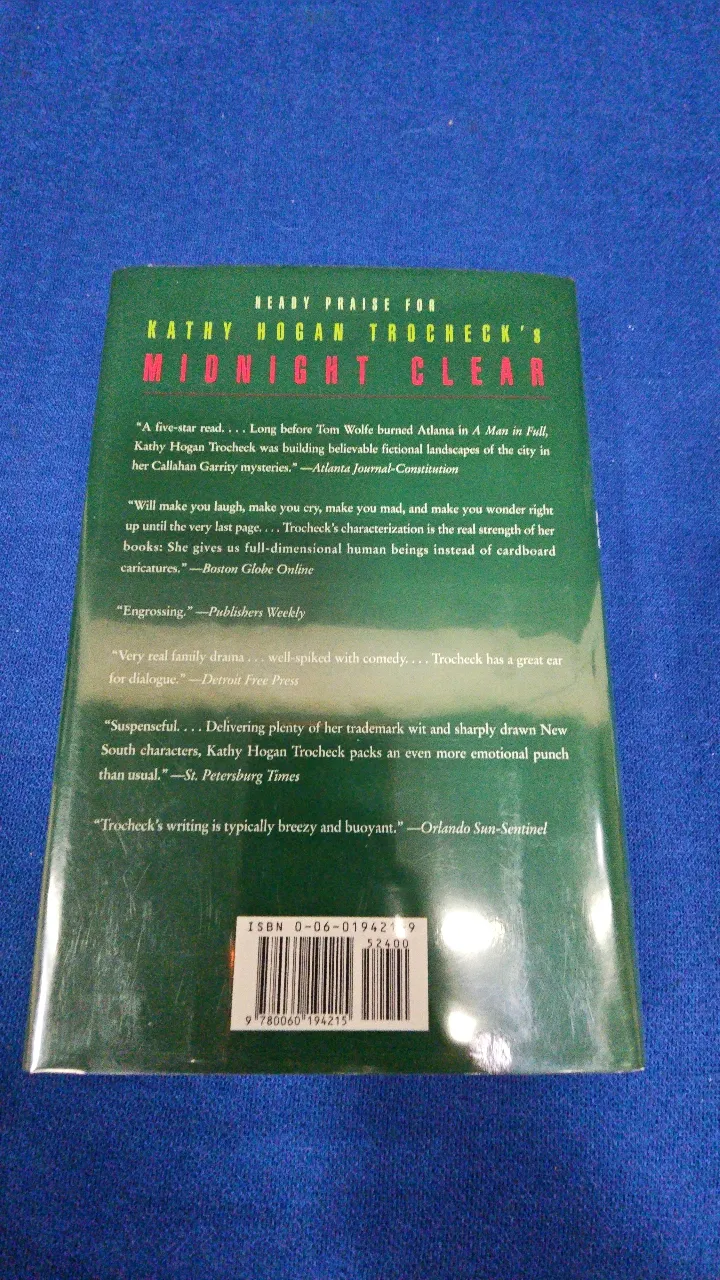 HEADY PRAISE FOR
KATHY HOGAN TROCHECK's
MIDNIGHT CLEAR
“A five-star read. . . . Long before Tom Wolfe burned Atlanta in A Man in Full,
Kathy Hogan Trocheck was building believable fictional landscapes of the city in
her Callahan Garrity mysteries.” —Atlanta Journal-Constitution
“Will make you laugh, make you cry, make you mad, and make you wonder right
up until the very last page. . . . Trocheck’s characterization is the real strength of her
books: She gives us full-dimensional human beings instead of cardboard
caricatures.” —Boston Globe Online
“Engrossing.” —Publishers Weekly
“Very real family drama . . . well-spiked with comedy. . . . Trocheck has a great ear
for dialogue.” —Detroit Free Press
“Suspenseful. . . . Delivering plenty of her trademark wit and sharply drawn New
South characters, Kathy Hogan Trocheck packs an even more emotional punch
than usual.” —St. Petersburg Times
“Trocheck’s writing is typically breezy and buoyant.” —Orlando Sun-Sentinel
ISBN 0-06-019421-9
52400
9 780060 194215